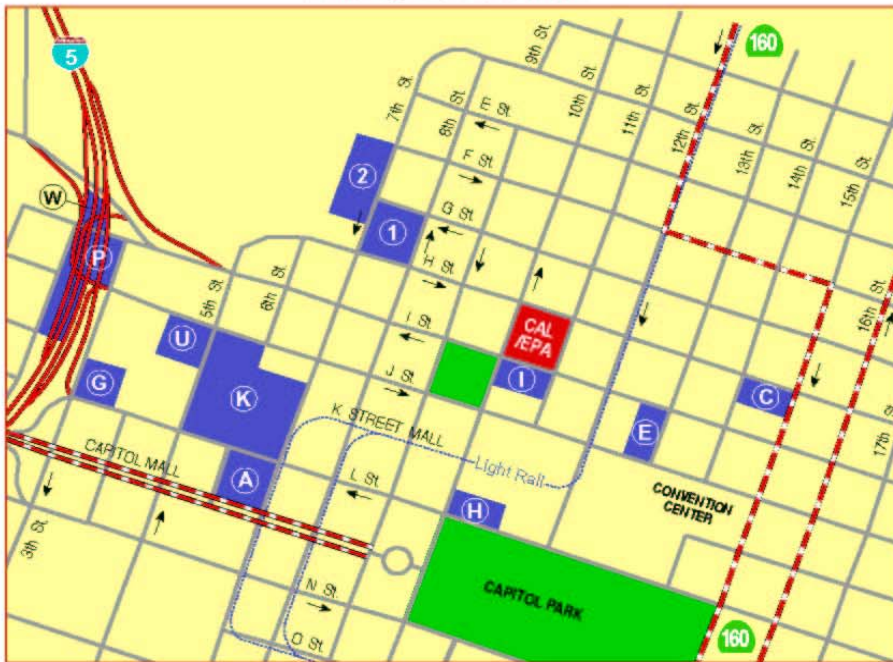 5
160
9th St.
7th St.
8th St.
E St.
10th St.
11th St.
12th St.
13th St.
14th St.
15th St.
F St.
2
W
1
G St.
P
H St.
5th St.
6th St.
I St.
CAL
/EPA
16th St.
U
J St.
I
G
K
C
K STREET MALL
E
17th St.
CAPITOL MALL
Light Rail
A
L St.
CONVENTION
CENTER
H
3th St.
N St.
CAPITOL PARK
O St.
160